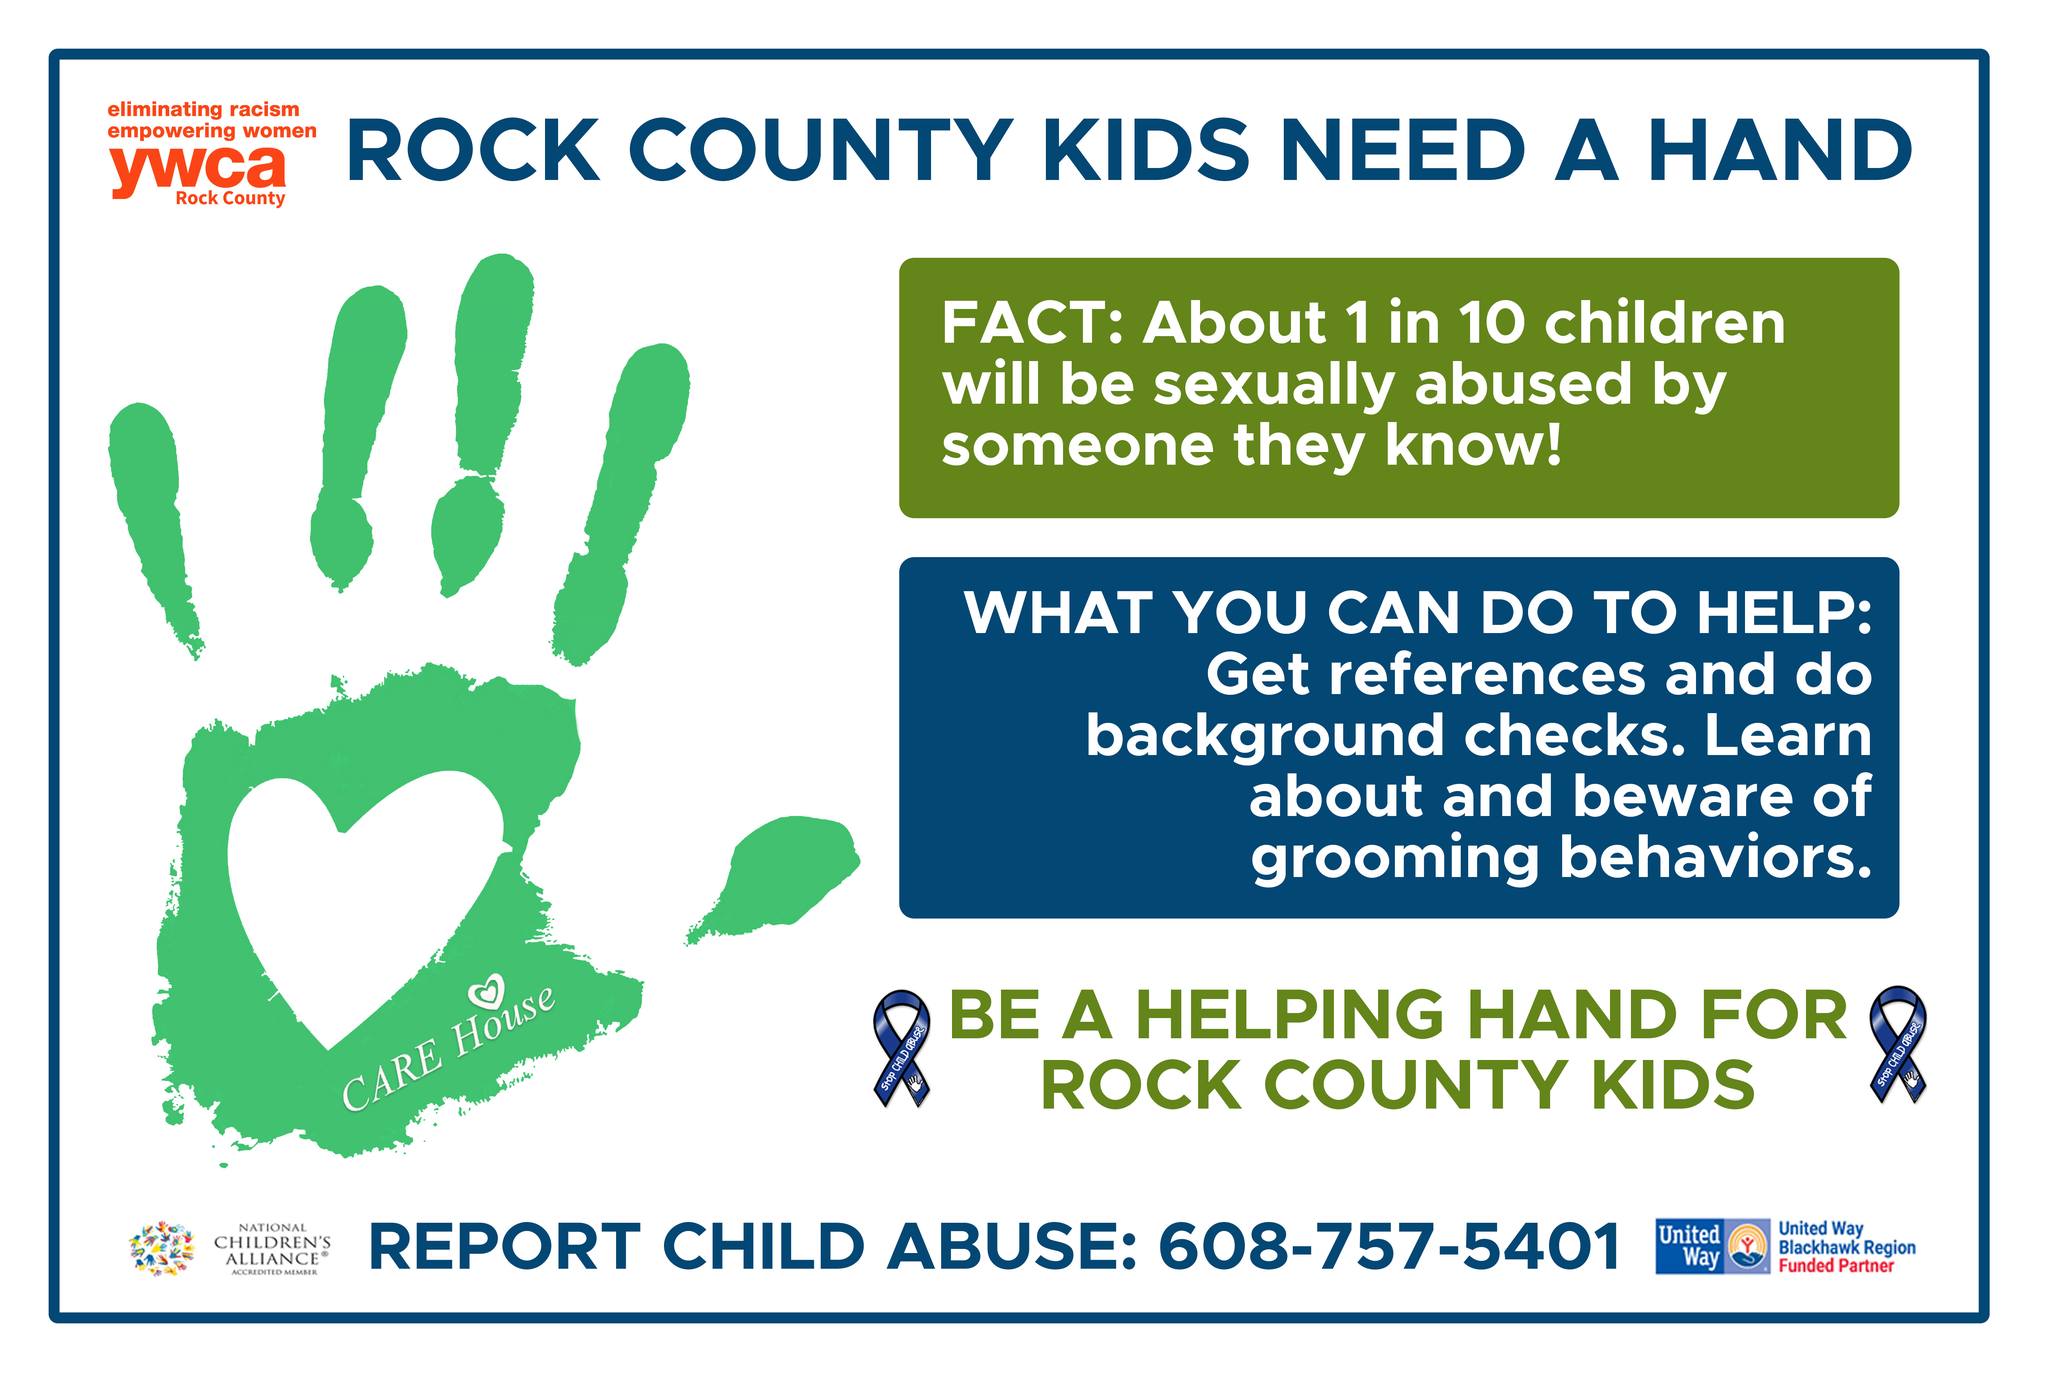 eliminating racism
empowering women
ywca
Rock County
ROCK COUNTY KIDS NEED A HAND
FACT: About 1 in 10 children
will be sexually abused by
someone they know!
WHAT YOU CAN DO TO HELP:
Get references and do
background checks. Learn
about and beware of
grooming behaviors.
CARE House
STOP CHILD ABUSE!
BE A HELPING HAND FOR
ROCK COUNTY KIDS
STOP CHILD ABUSE!
NATIONAL
CHILDREN'S
ALLIANCE®
ACCREDITED MEMBER
REPORT CHILD ABUSE: 608-757-5401
United
Way
United Way
Blackhawk Region
Funded Partner